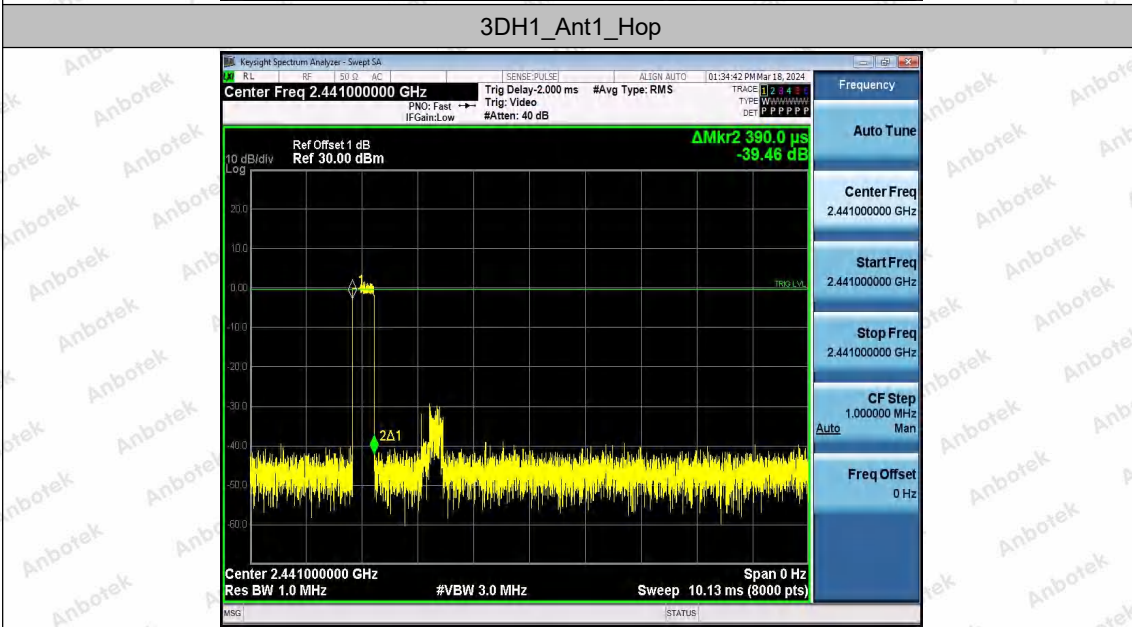 3DH1_Ant1_Hop
Keysight Spectrum Analyzer - Swept SA
LXI RL RF 50 Ω AC SENSE:PULSE ALIGN AUTO 01:34:42 PM Mar 18, 2024
Center Freq 2.441000000 GHz
PNO: Fast
IFGain:Low
Trig Delay-2.000 ms
Trig: Video
#Atten: 40 dB
#Avg Type: RMS
TRACE 1 2 3 4 5 6
TYPE WWWWWW
DET P P P P P P
Frequency
ΔMkr2 390.0 μs
-39.46 dB
Ref Offset 1 dB
10 dB/div Ref 30.00 dBm
Log
20.0
10.0
0.00
-10.0
-20.0
-30.0
-40.0
-50.0
-60.0
1
TRIG LVL
2Δ1
Center 2.441000000 GHz
Span 0 Hz
Res BW 1.0 MHz
#VBW 3.0 MHz
Sweep 10.13 ms (8000 pts)
MSG
STATUS
Auto Tune
Center Freq
2.441000000 GHz
Start Freq
2.441000000 GHz
Stop Freq
2.441000000 GHz
CF Step
1.000000 MHz
Auto Man
Freq Offset
0 Hz
Anbotek